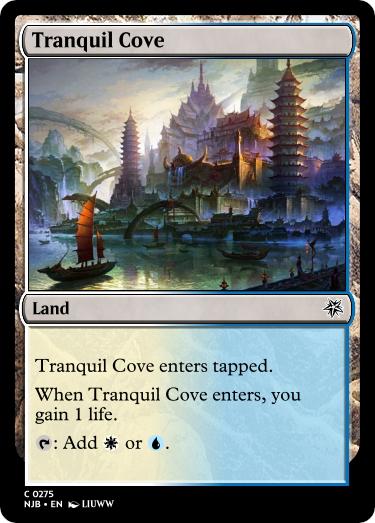 Tranquil Cove
Land
Tranquil Cove enters tapped.
When Tranquil Cove enters, you
gain 1 life.
: Add or .
C 0275
NJB • EN LIUWW